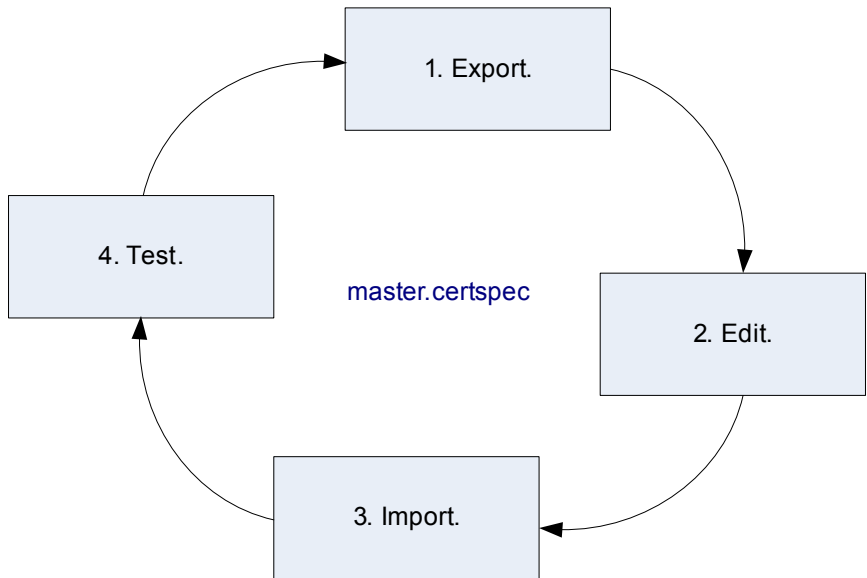 1. Export.
4. Test.
master.certspec
2. Edit.
3. Import.